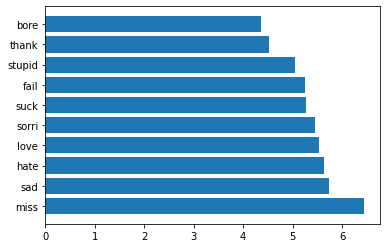 bore
thank
stupid
fail
suck
sorri
love
hate
sad
miss
0 1 2 3 4 5 6